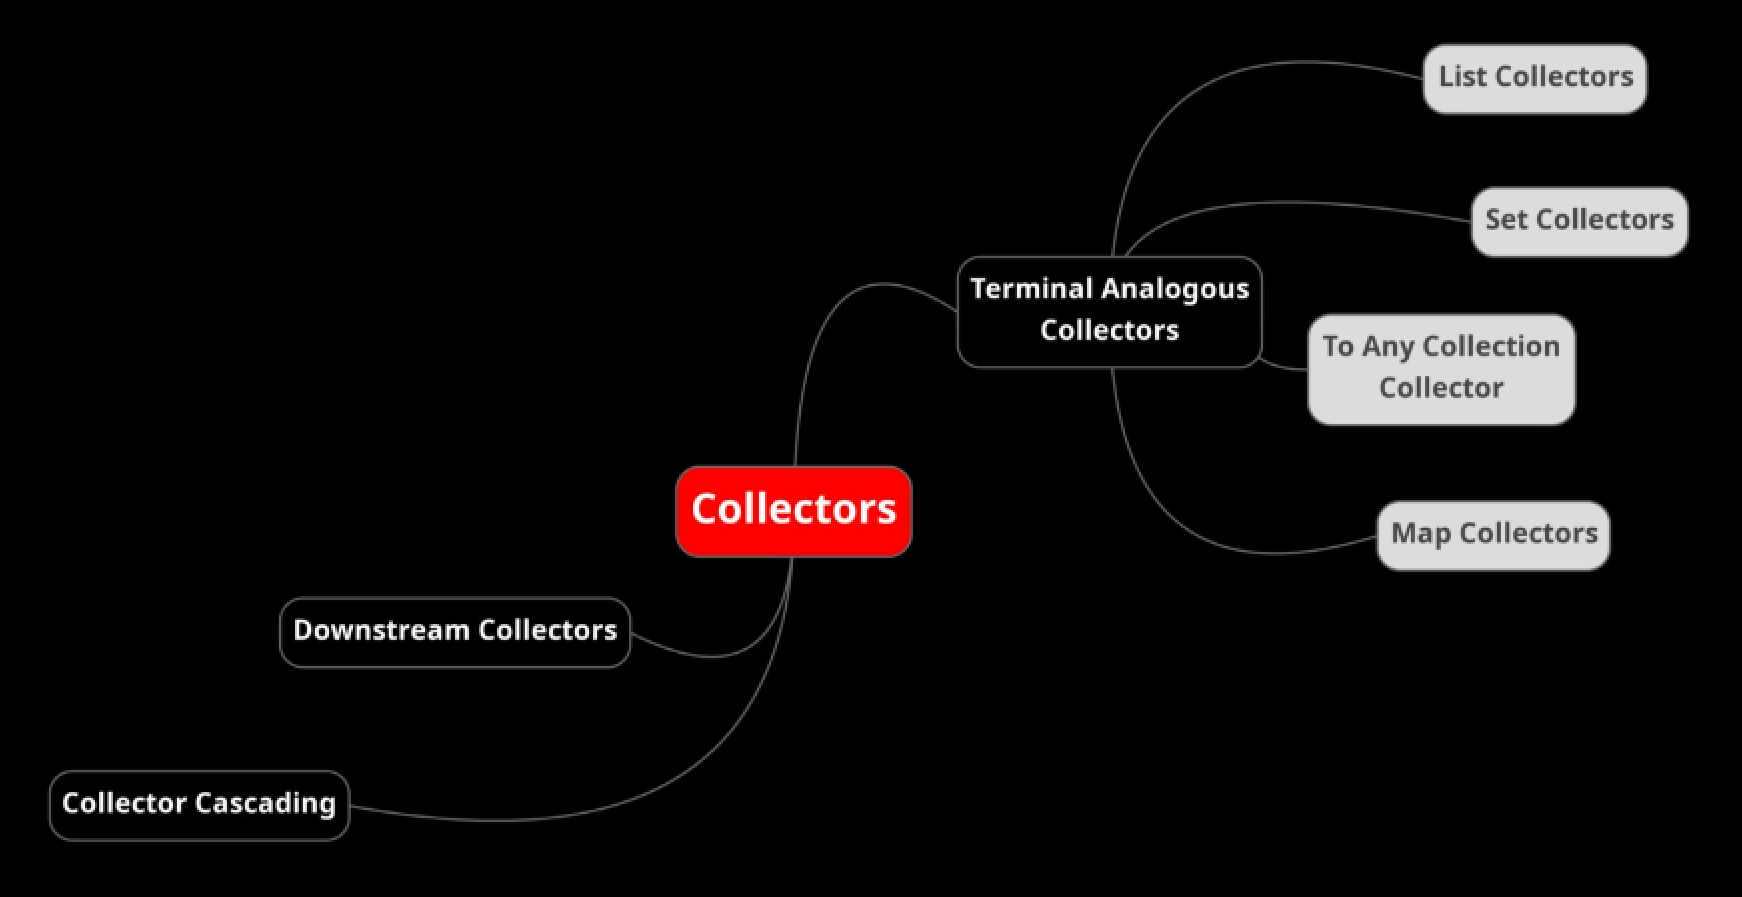 List Collectors
Set Collectors
Terminal Analogous
Collectors
To Any Collection
Collector
Collectors
Map Collectors
Downstream Collectors
Collector Cascading